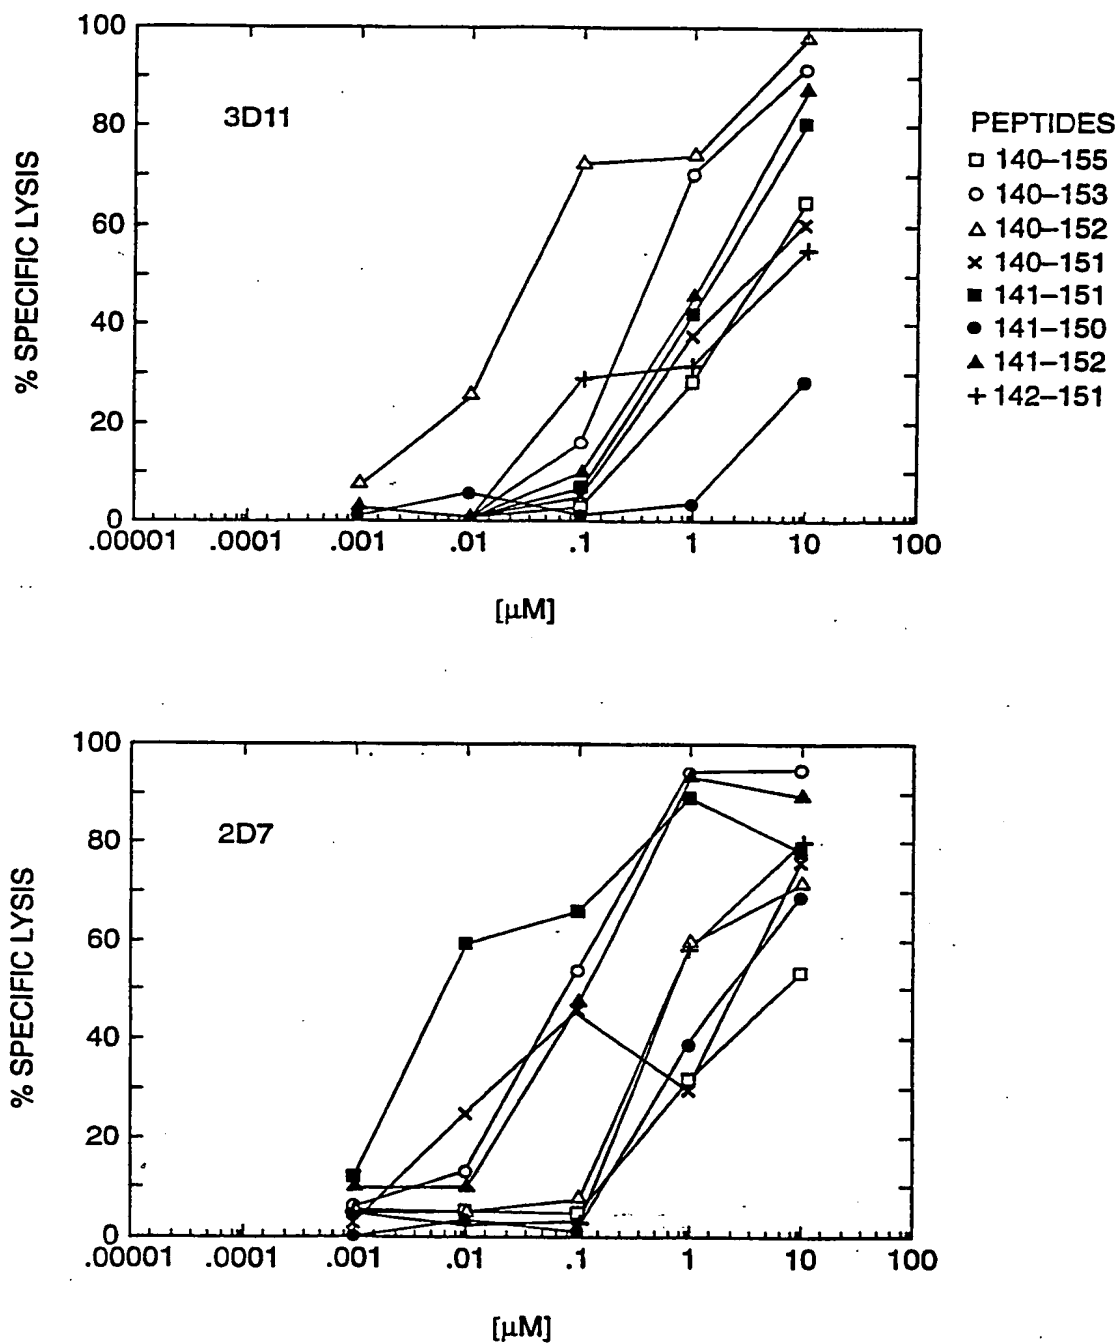 100
80
60
40
20
0
% SPECIFIC LYSIS
3D11
.00001 .0001 .001 .01 .1 1 10 100
[µM]
PEPTIDES
140–155
140–153
140–152
140–151
141–151
141–150
141–152
142–151
100
80
60
40
20
0
% SPECIFIC LYSIS
2D7
.00001 .0001 .001 .01 .1 1 10 100
[µM]